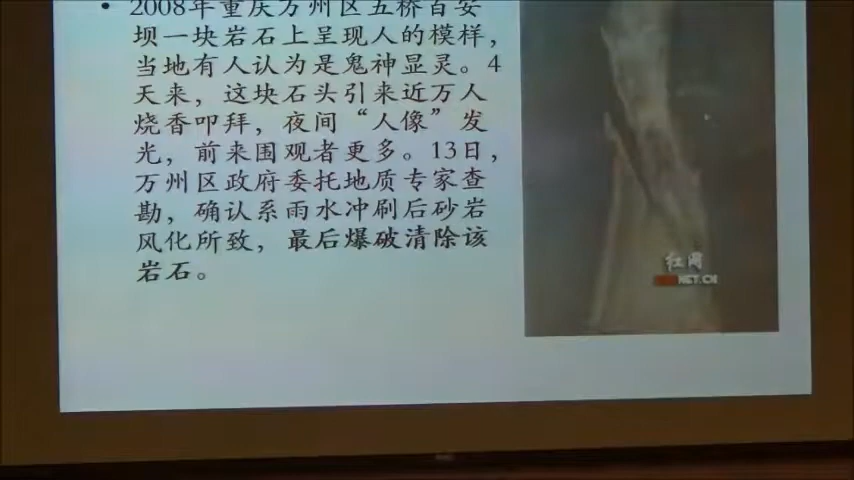 • 2008年重庆万州区五桥百安
坝一块岩石上呈现人的模样，
当地有人认为是鬼神显灵。4
天来，这块石头引来近万人
烧香叩拜，夜间“人像”发
光，前来围观者更多。13日，
万州区政府委托地质专家查
勘，确认系雨水冲刷后砂岩
风化所致，最后爆破清除该
岩石。
红网
NET.CN